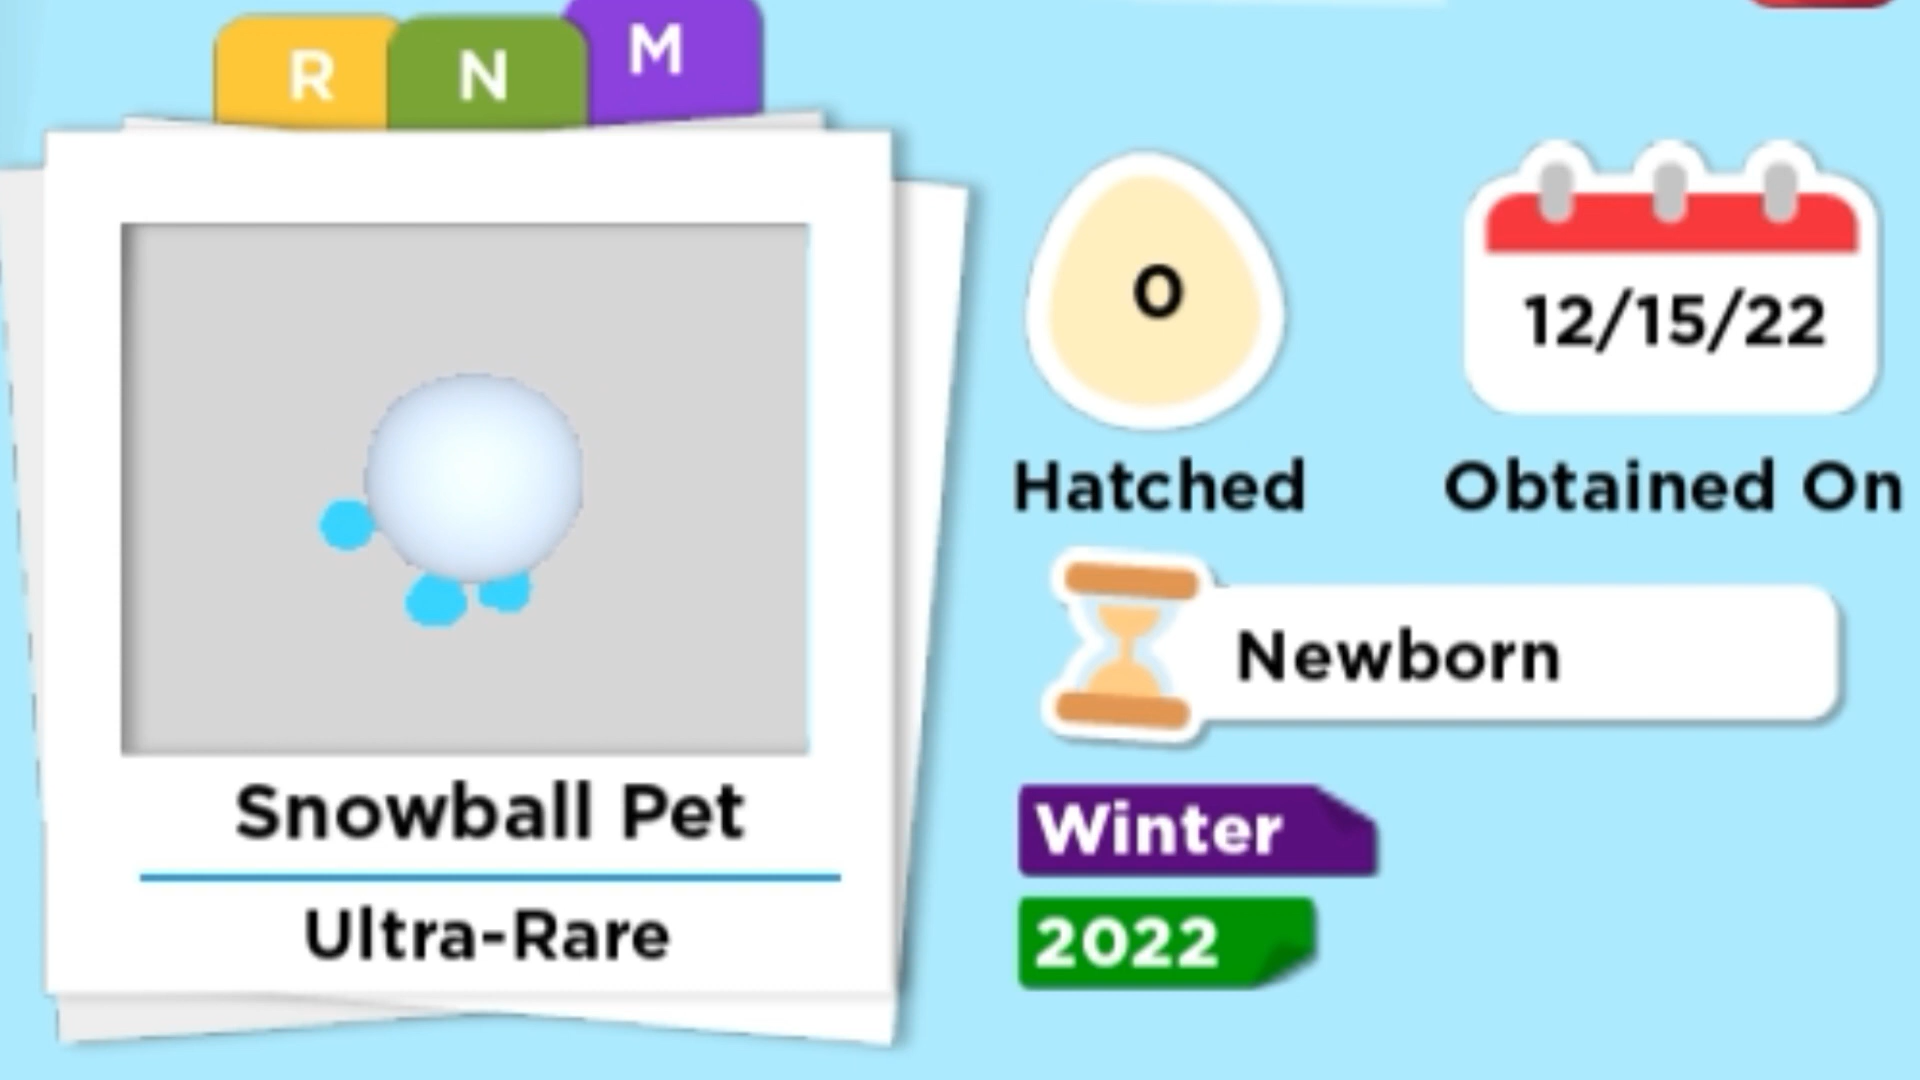 R N M
0
12/15/22
Hatched
Obtained On
Newborn
Snowball Pet
Winter
Ultra-Rare
2022